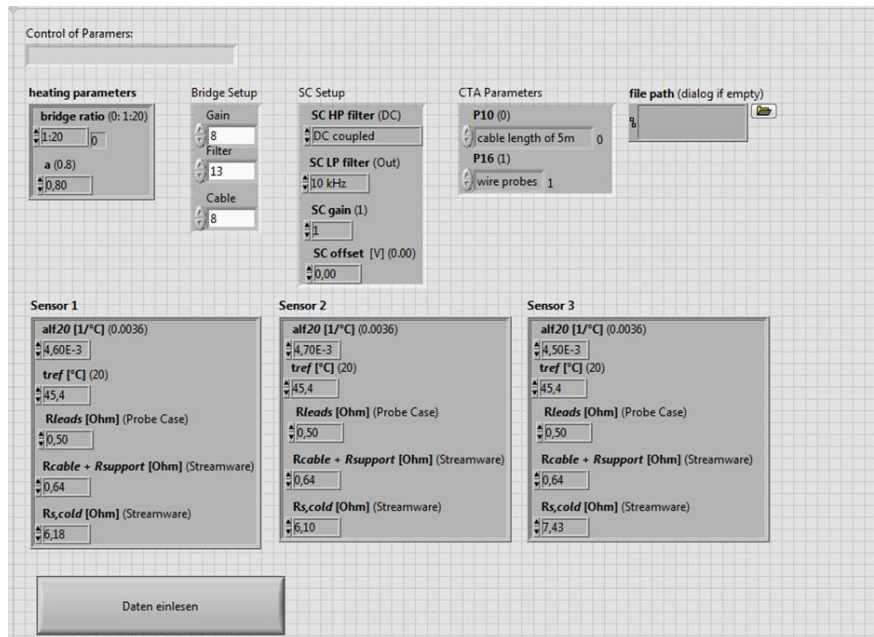 Control of Paramers:
heating parameters
bridge ratio (0: 1:20)
1:20 0
a (0.8)
0,80
Bridge Setup
Gain
8
Filter
13
Cable
8
SC Setup
SC HP filter (DC)
DC coupled
SC LP filter (Out)
10 kHz
SC gain (1)
1
SC offset [V] (0.00)
0,00
CTA Parameters
P10 (0)
cable length of 5m 0
P16 (1)
wire probes 1
file path (dialog if empty)
Sensor 1
alf20 [1/°C] (0.0036)
4,60E-3
tref [°C] (20)
45,4
Rleads [Ohm] (Probe Case)
0,50
Rcable + Rsupport [Ohm] (Streamware)
0,64
Rs,cold [Ohm] (Streamware)
6,18
Sensor 2
alf20 [1/°C] (0.0036)
4,70E-3
tref [°C] (20)
45,4
Rleads [Ohm] (Probe Case)
0,50
Rcable + Rsupport [Ohm] (Streamware)
0,64
Rs,cold [Ohm] (Streamware)
6,10
Sensor 3
alf20 [1/°C] (0.0036)
4,50E-3
tref [°C] (20)
45,4
Rleads [Ohm] (Probe Case)
0,50
Rcable + Rsupport [Ohm] (Streamware)
0,64
Rs,cold [Ohm] (Streamware)
7,43
Daten einlesen